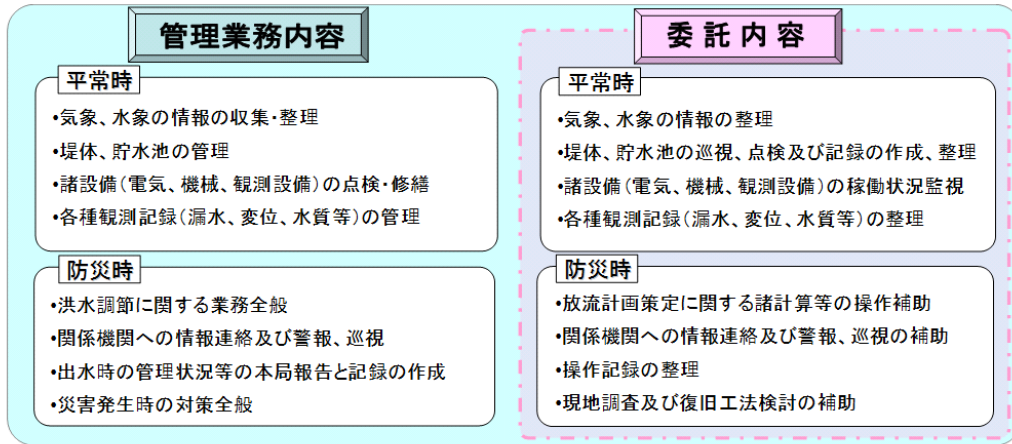 管理業務内容
平常時
•気象、水象の情報の収集･整理
•堤体、貯水池の管理
•諸設備(電気、機械、観測設備)の点検･修繕
•各種観測記録(漏水、変位、水質等)の管理
防災時
•洪水調節に関する業務全般
•関係機関への情報連絡及び警報、巡視
•出水時の管理状況等の本局報告と記録の作成
•災害発生時の対策全般
委託内容
平常時
•気象、水象の情報の整理
•堤体、貯水池の巡視、点検及び記録の作成、整理
•諸設備(電気、機械、観測設備)の稼働状況監視
•各種観測記録(漏水、変位、水質等)の整理
防災時
•放流計画策定に関する諸計算等の操作補助
•関係機関への情報連絡及び警報、巡視の補助
•操作記録の整理
•現地調査及び復旧工法検討の補助